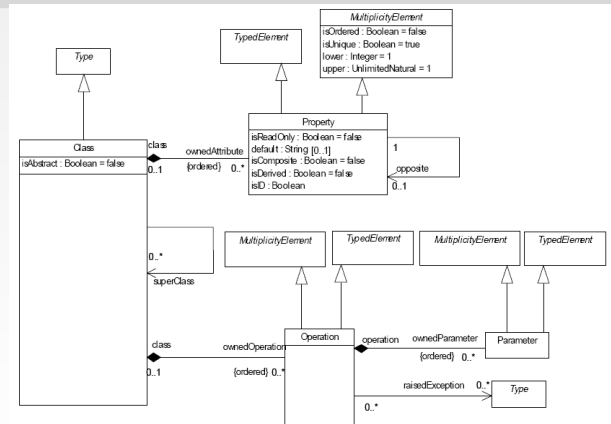 MultiplicityElement
isOrdered : Boolean = false
isUnique : Boolean = true
lower : Integer = 1
upper : UnlimitedNatural = 1
TypedElement
Type
Property
isReadOnly : Boolean = false
default : String [0..1]
isComposite : Boolean = false
isDerived : Boolean = false
isID : Boolean
Class
isAbstract : Boolean = false
class
0..1
ownedAttribute
{ordered} 0..*
1
opposite
0..1
0..*
superClass
MultiplicityElement
TypedElement
MultiplicityElement
TypedElement
class
0..1
ownedOperation
{ordered} 0..*
Operation
operation
ownedParameter
{ordered} 0..*
Parameter
raisedException 0..*
0..*
Type